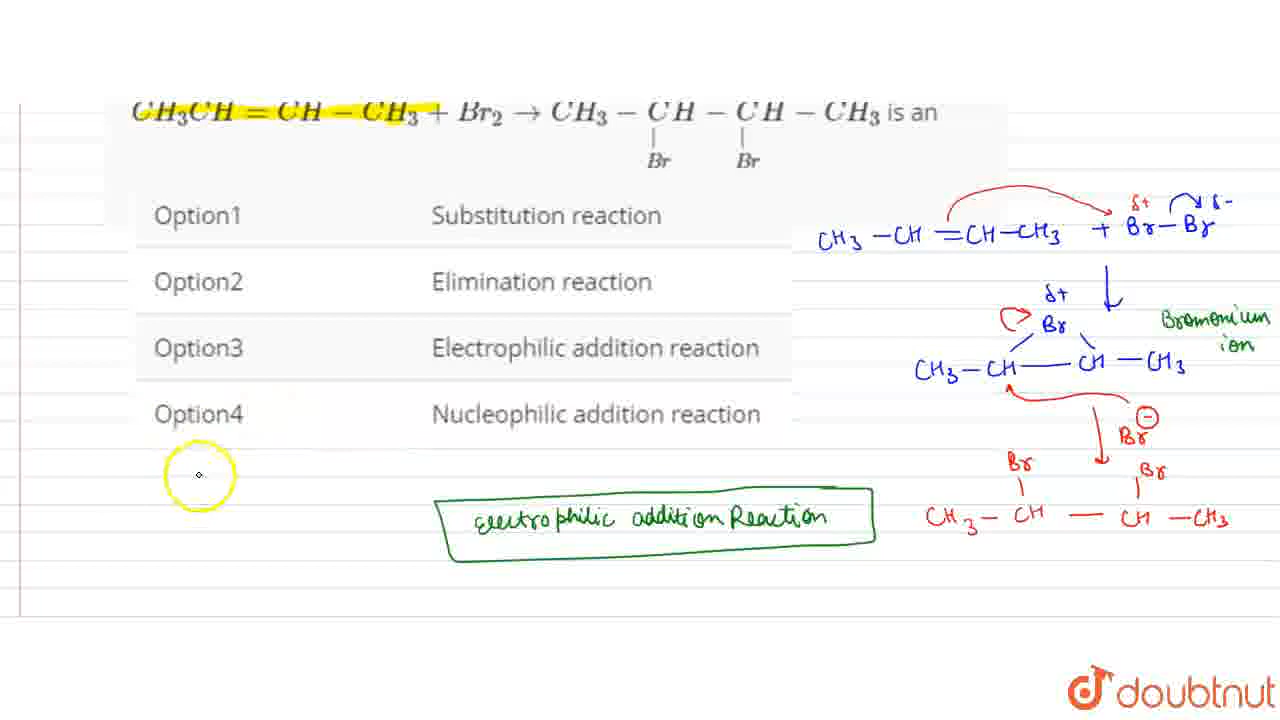 CH₃CH = CH − CH₃ + Br₂ → CH₃ − CH − CH − CH₃ is an
| |
Br Br
Option1 Substitution reaction
Option2 Elimination reaction
Option3 Electrophilic addition reaction
Option4 Nucleophilic addition reaction
Electrophilic addition Reaction
δ+ δ-
CH₃ − CH = CH − CH₃ + Br − Br
↓
δ+
Br
Bromonium
ion
CH₃ − CH — CH − CH₃
Br ⊖
↓
Br Br
| |
CH₃ − CH — CH − CH₃
doubtnut